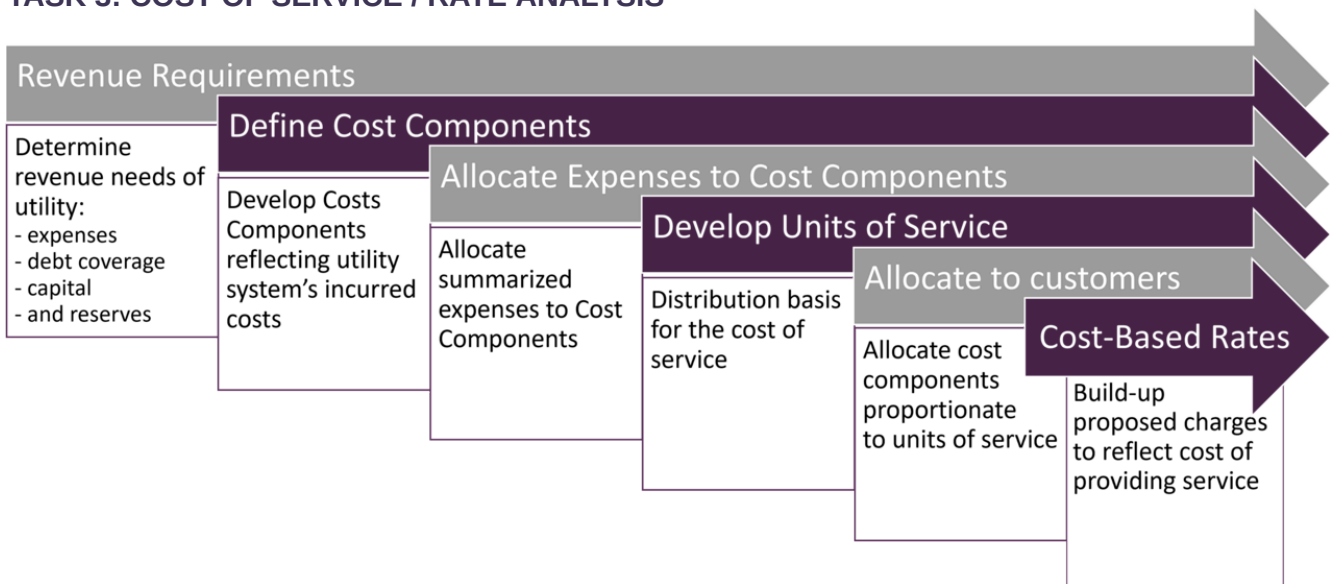 TASK 3: COST OF SERVICE / RATE ANALYSIS
Revenue Requirements
Determine
revenue needs of
utility:
- expenses
- debt coverage
- capital
- and reserves
Define Cost Components
Develop Costs
Components
reflecting utility
system's incurred
costs
Allocate Expenses to Cost Components
Allocate
summarized
expenses to Cost
Components
Develop Units of Service
Distribution basis
for the cost of
service
Allocate to customers
Allocate cost
components
proportionate
to units of service
Cost-Based Rates
Build-up
proposed charges
to reflect cost of
providing service